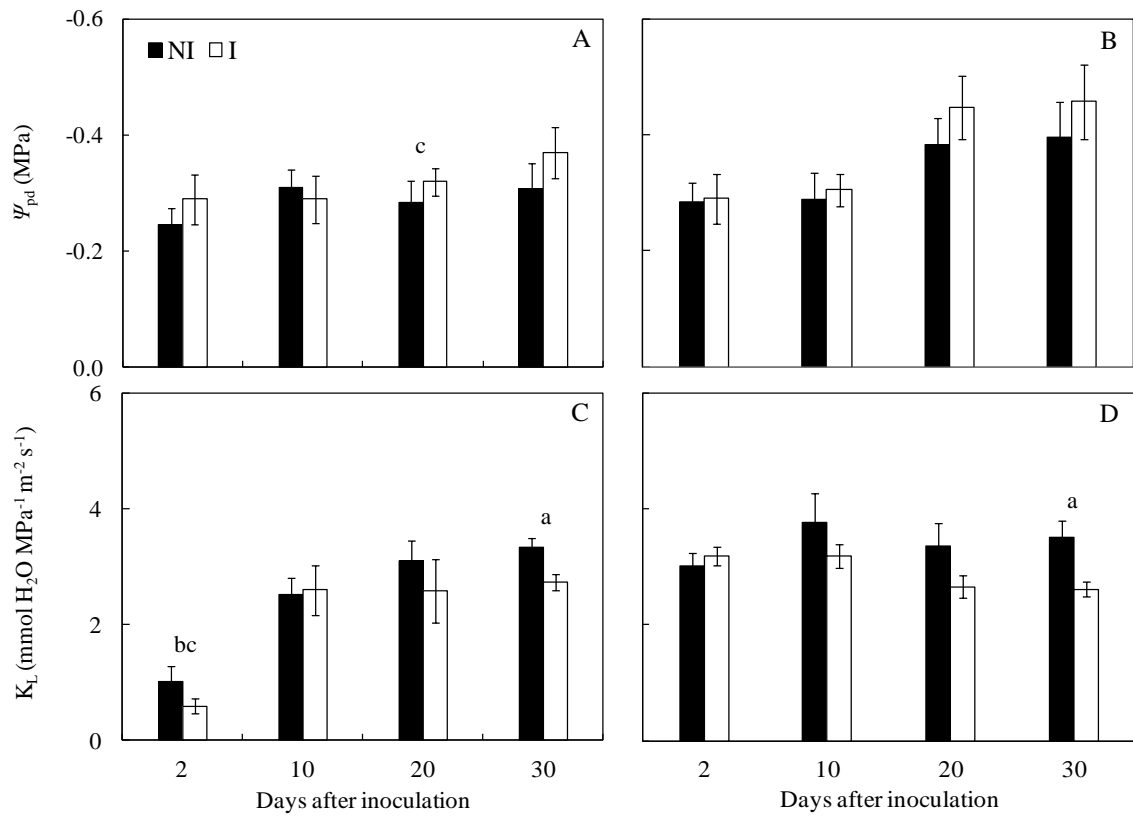 -0.6
-0.4
-0.2
0.0
Ψpd (MPa)
NI I
A
c
B
6
4
2
0
KL (mmol H2O MPa-1 m-2 s-1)
C
bc
a
2 10 20 30
Days after inoculation
D
a
2 10 20 30
Days after inoculation